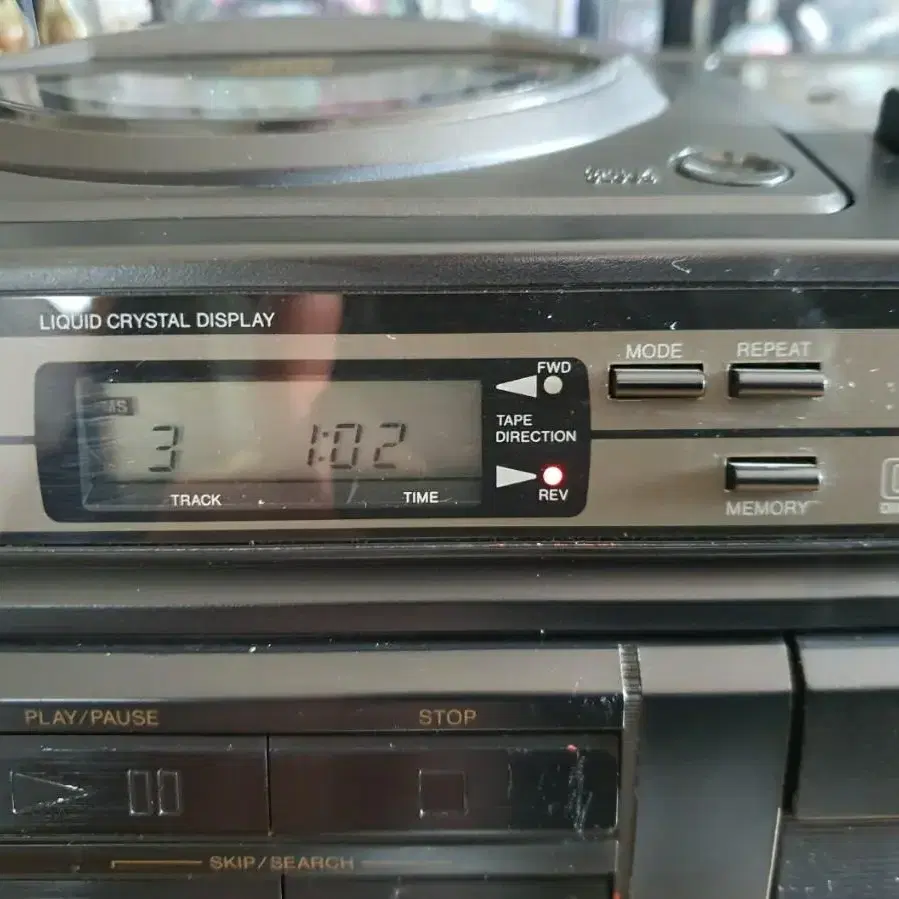 LIQUID CRYSTAL DISPLAY
MODE
REPEAT
FWD
MS
3 1:02
TAPE
DIRECTION
REV
TRACK
TIME
MEMORY
PLAY/PAUSE
STOP
SKIP/SEARCH